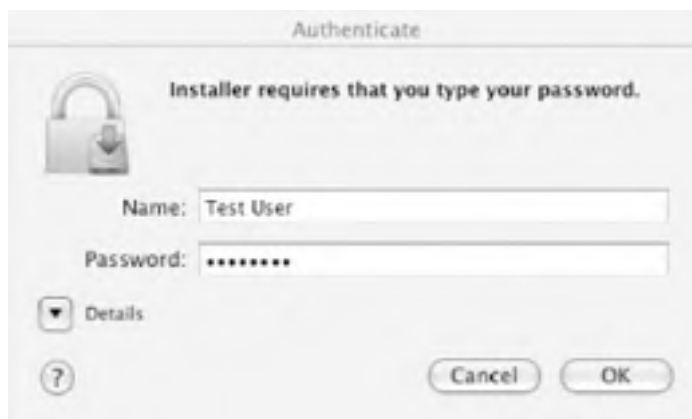 Authenticate
Installer requires that you type your password.
Name: Test User
Password: ••••••••
Details
? Cancel OK